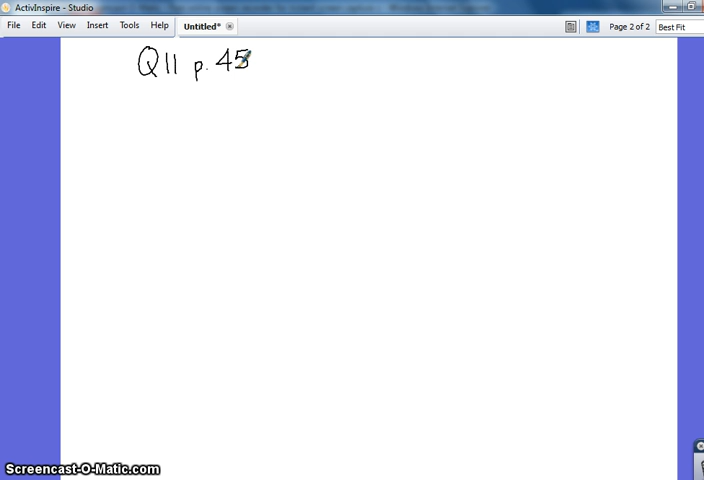 ActivInspire - Studio
File Edit View Insert Tools Help Untitled* Page 2 of 2 Best Fit
Q11 p. 45
Screencast-O-Matic.com